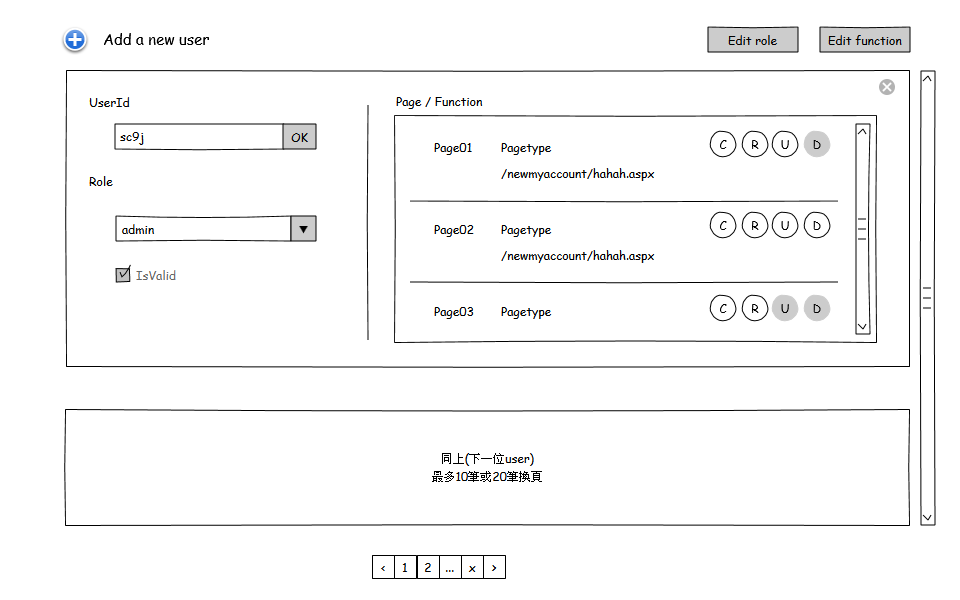 Add a new user
Edit role
Edit function
UserId
sc9j
OK
Role
admin
IsValid
Page / Function
Page01 Pagetype C R U D
/newmyaccount/hahah.aspx
Page02 Pagetype C R U D
/newmyaccount/hahah.aspx
Page03 Pagetype C R U D
同上(下一位user)
最多10筆或20筆換頁
< 1 2 ... x >